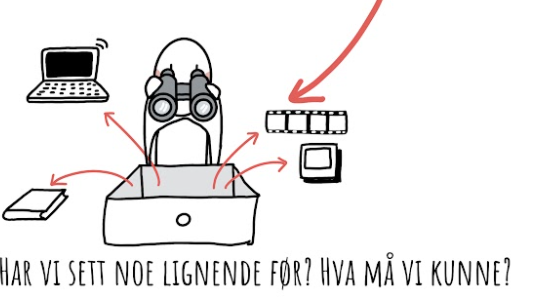 HAR VI SETT NOE LIGNENDE FØR? HVA MÅ VI KUNNE?